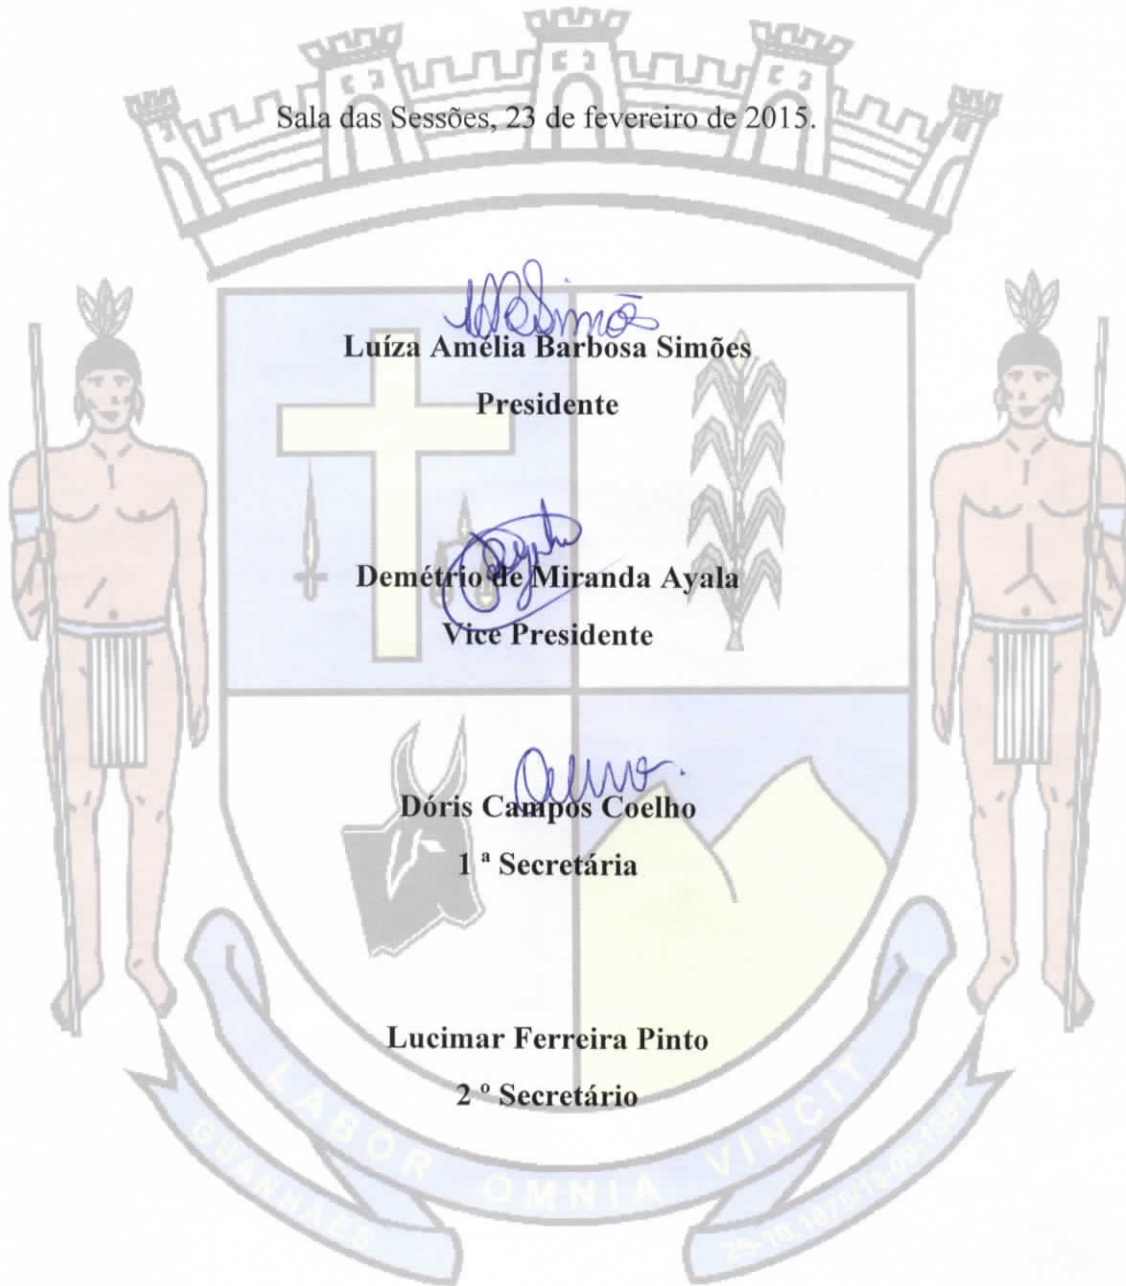 Sala das Sessões, 23 de fevereiro de 2015.
Luíza Amélia Barbosa Simões
Presidente
Demétrio de Miranda Ayala
Vice Presidente
Dóris Campos Coelho
1 ª Secretária
Lucimar Ferreira Pinto
2 º Secretário
LABOR OMNIA VINCIT
GUANHÃES